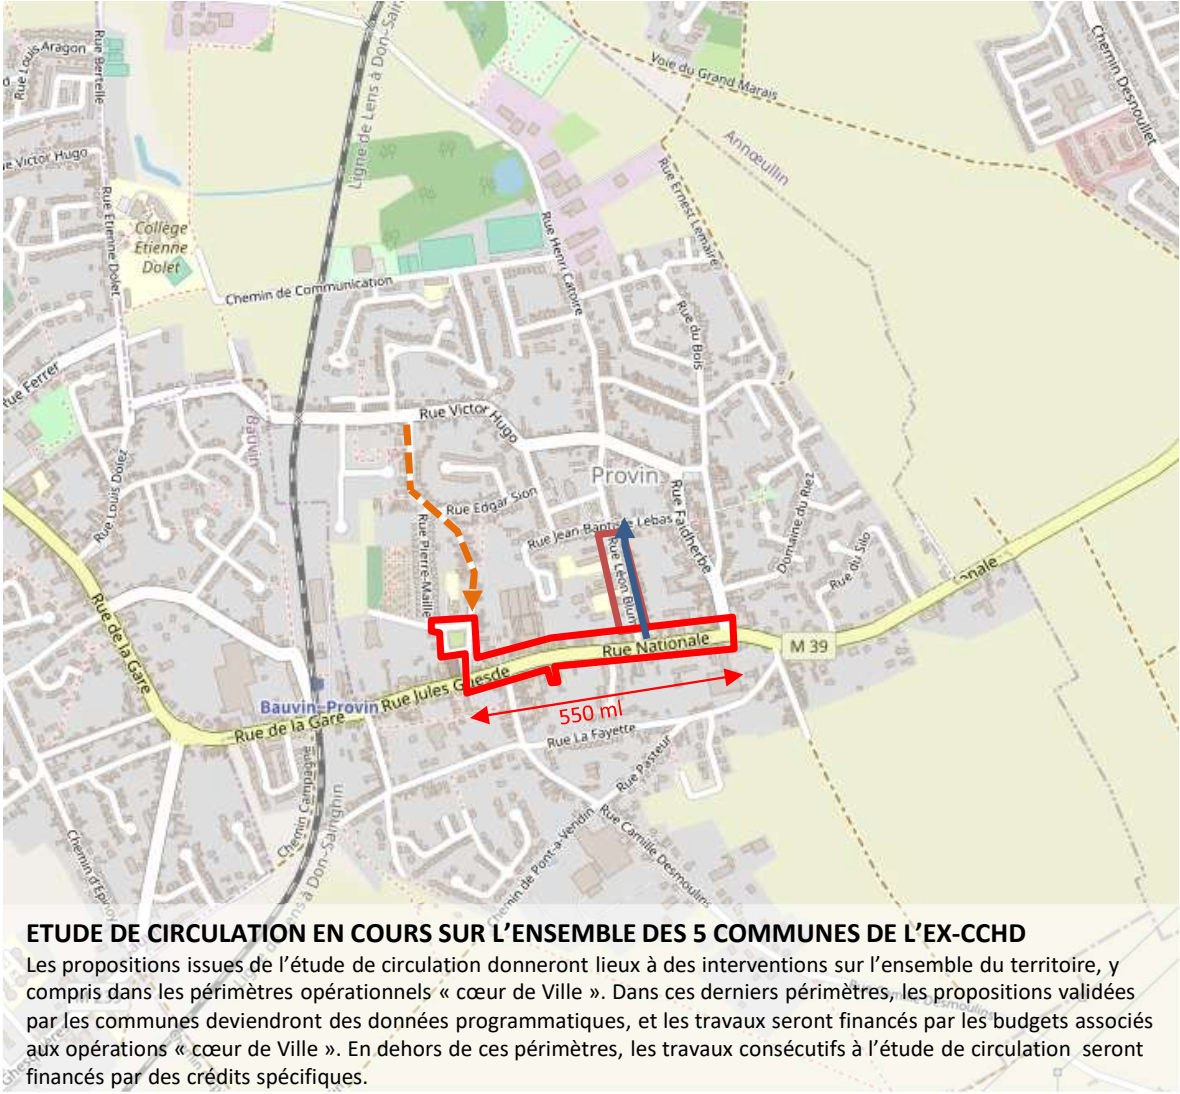 Rue Louis Aragon
Rue Bertelle
Ligne de Lens à Don-Sain
Voie du Grand Marais
Chemin Desnoullet
Annœullin
Rue Ernest Lemaire
Victor Hugo
Rue Etienne Dolet
Collège
Etienne
Dolet
Rue Henri Catoire
Chemin de Communication
Rue du Bois
Rue Ferrer
Bauvin
Rue Victor Hugo
Provin
Rue Louis Dolez
Rue Edgar Sion
Rue Jean-Baptiste Lebas
Rue Faidherbe
Domaine du Riez
Rue du Silo
Rue Pierre-Maille
Rue Léon Blum
onale
Rue de la Gare
Rue Nationale
M 39
Bauvin-Provin
Rue Jules Guesde
Rue de la Gare
550 ml
Rue La Fayette
Rue Pasteur
Chemin Campagne
Chemin d'Epinoy
Chemin de Pont-à-Vendin
Rue Camille Desmoulins
ens à Don-Sainghin
ETUDE DE CIRCULATION EN COURS SUR L'ENSEMBLE DES 5 COMMUNES DE L'EX-CCHD
Les propositions issues de l'étude de circulation donneront lieux à des interventions sur l'ensemble du territoire, y
compris dans les périmètres opérationnels « cœur de Ville ». Dans ces derniers périmètres, les propositions validées
par les communes deviendront des données programmatiques, et les travaux seront financés par les budgets associés
aux opérations « cœur de Ville ». En dehors de ces périmètres, les travaux consécutifs à l'étude de circulation seront
financés par des crédits spécifiques.